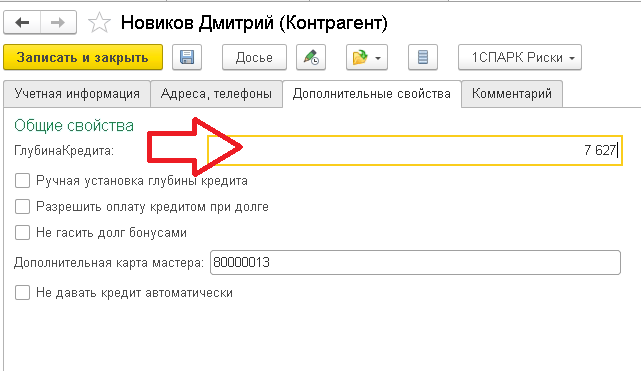 Новиков Дмитрий (Контрагент)
Записать и закрыть Досье 1СПАРК Риски
Учетная информация Адреса, телефоны Дополнительные свойства Комментарий
Общие свойства
ГлубинаКредита: 7 627
Ручная установка глубины кредита
Разрешить оплату кредитом при долге
Не гасить долг бонусами
Дополнительная карта мастера: 80000013
Не давать кредит автоматически